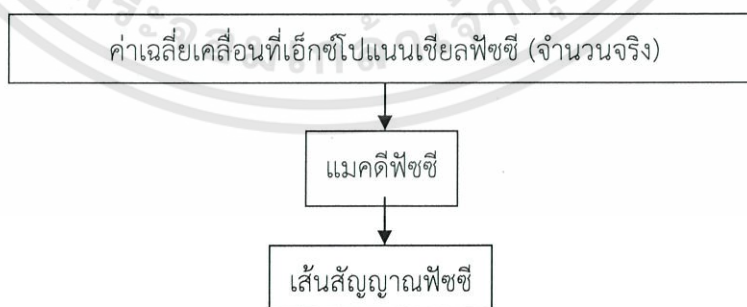 ค่าเฉลี่ยเคลื่อนที่เอ็กซ์โปแนนเชียลฟัซซี (จำนวนจริง)
แมคดีฟัซซี
เส้นสัญญาณฟัซซี